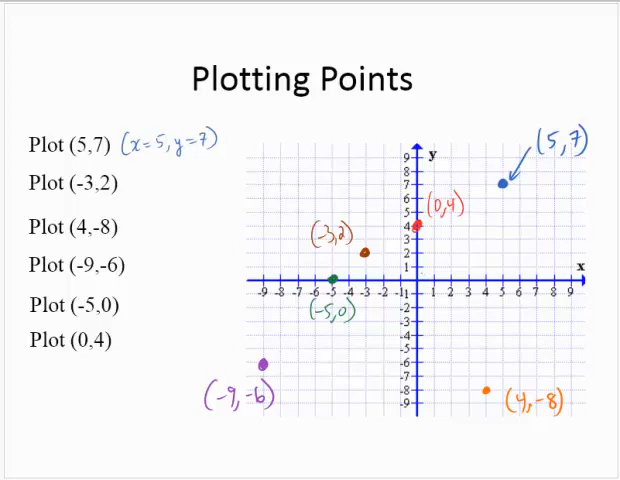 Plotting Points
Plot (5,7) (x=5, y=7)
Plot (-3,2)
Plot (4,-8)
Plot (-9,-6)
Plot (-5,0)
Plot (0,4)
(5,7)
(0,4)
(-3,2)
(-5,0)
(-9,-6)
(4,-8)
y
x
9
8
7
6
5
4
3
2
1
-9 -8 -7 -6 -5 -4 -3 -2 -1 1 2 3 4 5 6 7 8 9
-1
-2
-3
-4
-5
-6
-7
-8
-9